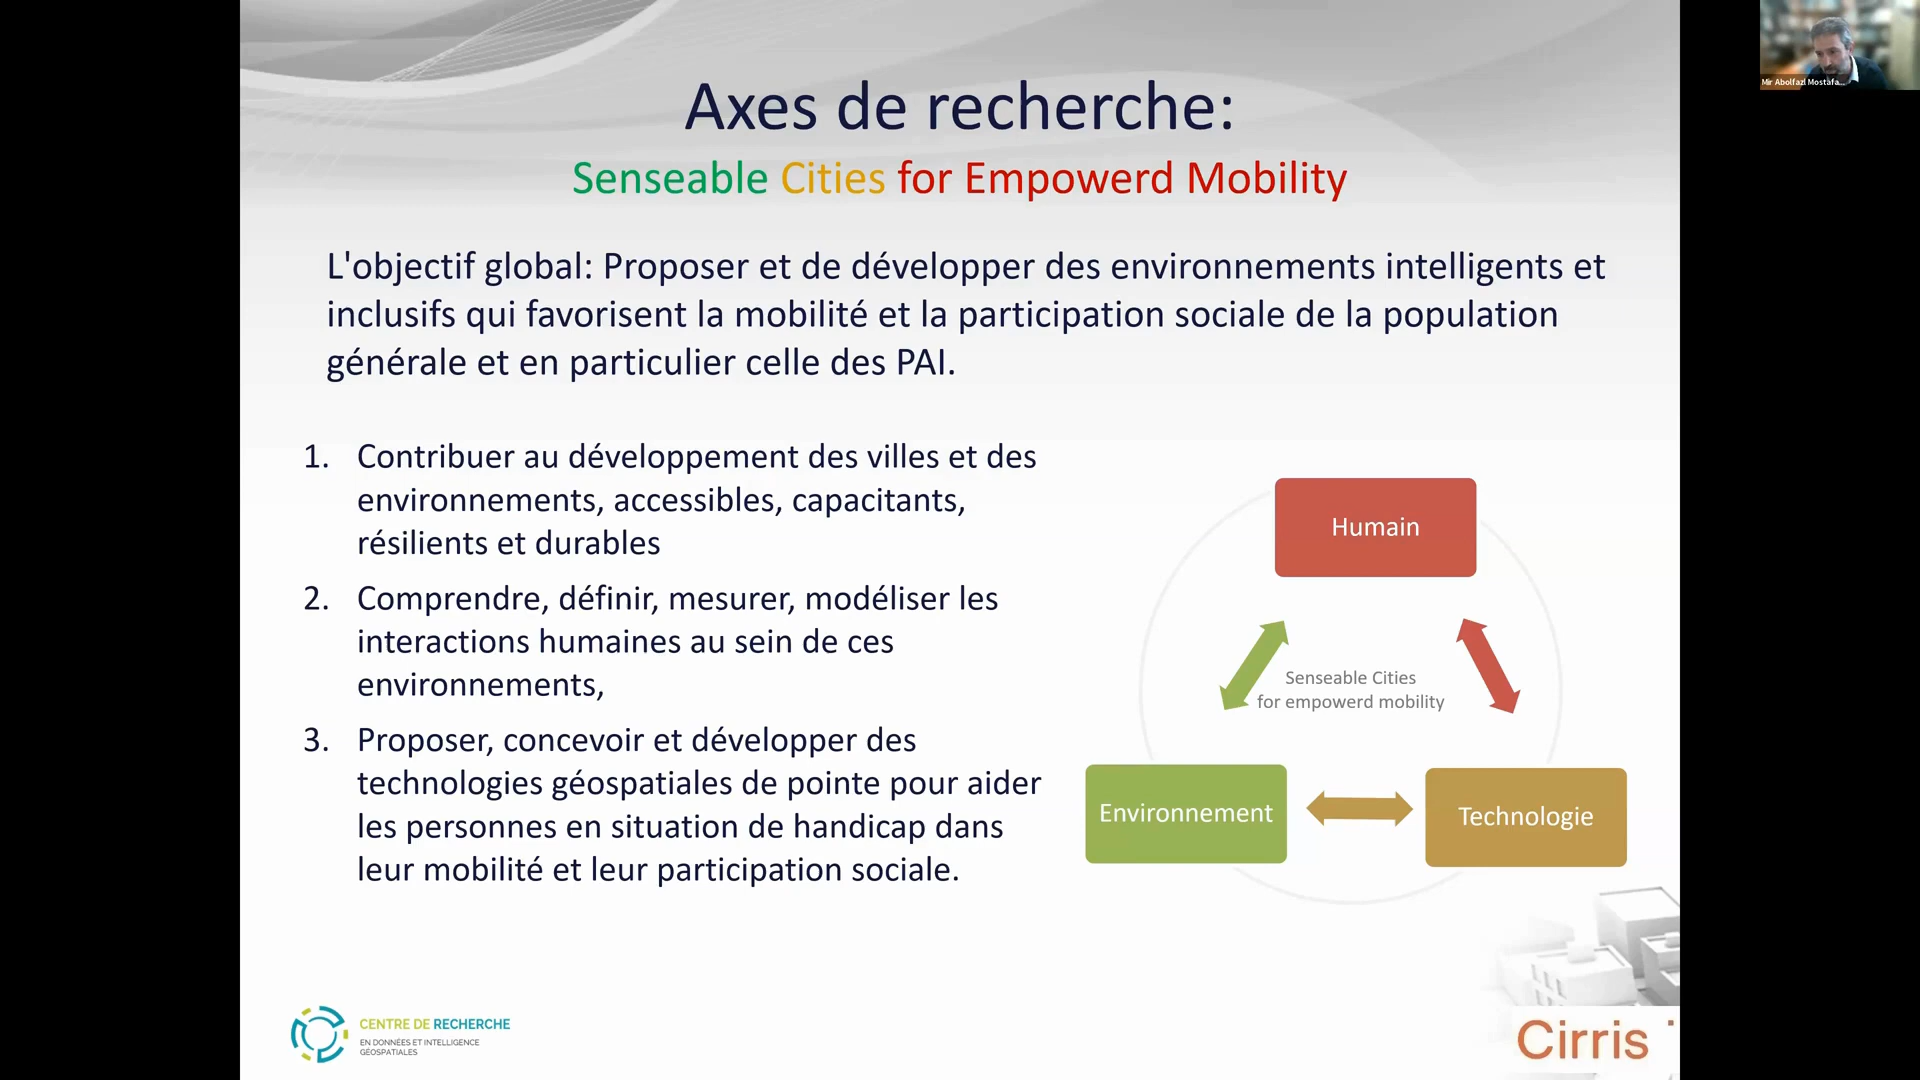 Axes de recherche:
Senseable Cities for Empowerd Mobility
L'objectif global: Proposer et de développer des environnements intelligents et
inclusifs qui favorisent la mobilité et la participation sociale de la population
générale et en particulier celle des PAI.
1. Contribuer au développement des villes et des
environnements, accessibles, capacitants,
résilients et durables
2. Comprendre, définir, mesurer, modéliser les
interactions humaines au sein de ces
environnements,
3. Proposer, concevoir et développer des
technologies géospatiales de pointe pour aider
les personnes en situation de handicap dans
leur mobilité et leur participation sociale.
Humain
Senseable Cities
for empowerd mobility
Environnement
Technologie
CENTRE DE RECHERCHE
EN DONNÉES ET INTELLIGENCE
GÉOSPATIALES
Cirris
Mir Abolfazl Mostafa...